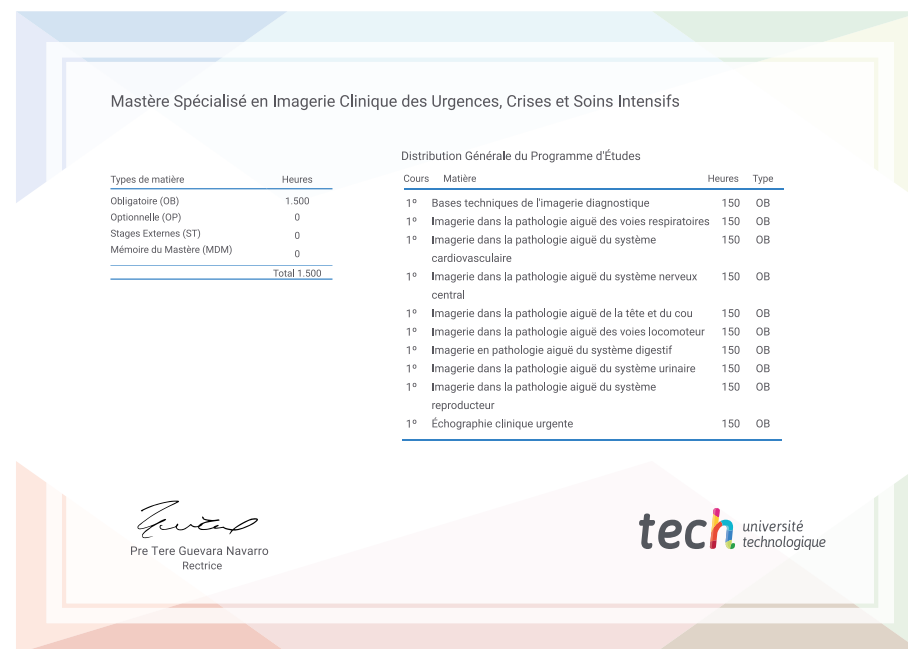 Mastère Spécialisé en Imagerie Clinique des Urgences, Crises et Soins Intensifs
Types de matière Heures
Obligatoire (OB) 1.500
Optionnelle (OP) 0
Stages Externes (ST) 0
Mémoire du Mastère (MDM) 0
Total 1.500
Distribution Générale du Programme d'Études
Cours Matière Heures Type
1º Bases techniques de l'imagerie diagnostique 150 OB
1º Imagerie dans la pathologie aiguë des voies respiratoires 150 OB
1º Imagerie dans la pathologie aiguë du système 150 OB
cardiovasculaire
1º Imagerie dans la pathologie aiguë du système nerveux 150 OB
central
1º Imagerie dans la pathologie aiguë de la tête et du cou 150 OB
1º Imagerie dans la pathologie aiguë des voies locomoteur 150 OB
1º Imagerie en pathologie aiguë du système digestif 150 OB
1º Imagerie dans la pathologie aiguë du système urinaire 150 OB
1º Imagerie dans la pathologie aiguë du système 150 OB
reproducteur
1º Échographie clinique urgente 150 OB
Pre Tere Guevara Navarro
Rectrice
tech université
technologique